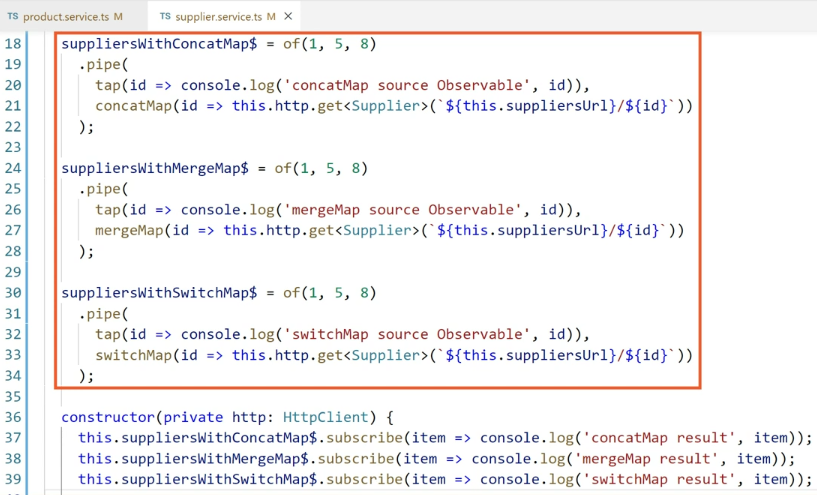 TS product.service.ts M TS supplier.service.ts M ×
18 suppliersWithConcatMap$ = of(1, 5, 8)
19 .pipe(
20 tap(id => console.log('concatMap source Observable', id)),
21 concatMap(id => this.http.get<Supplier>(`${this.suppliersUrl}/${id}`))
22 );
23
24 suppliersWithMergeMap$ = of(1, 5, 8)
25 .pipe(
26 tap(id => console.log('mergeMap source Observable', id)),
27 mergeMap(id => this.http.get<Supplier>(`${this.suppliersUrl}/${id}`))
28 );
29
30 suppliersWithSwitchMap$ = of(1, 5, 8)
31 .pipe(
32 tap(id => console.log('switchMap source Observable', id)),
33 switchMap(id => this.http.get<Supplier>(`${this.suppliersUrl}/${id}`))
34 );
35
36 constructor(private http: HttpClient) {
37 this.suppliersWithConcatMap$.subscribe(item => console.log('concatMap result', item));
38 this.suppliersWithMergeMap$.subscribe(item => console.log('mergeMap result', item));
39 this.suppliersWithSwitchMap$.subscribe(item => console.log('switchMap result', item));